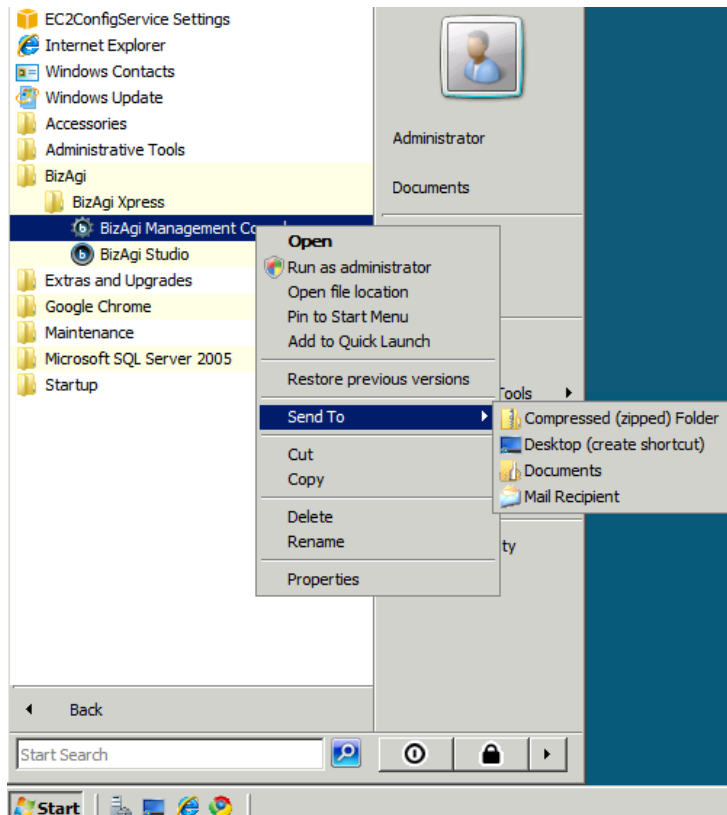 EC2ConfigService Settings
Internet Explorer
Windows Contacts
Windows Update
Accessories
Administrative Tools
BizAgi
BizAgi Xpress
BizAgi Management
BizAgi Studio
Extras and Upgrades
Google Chrome
Maintenance
Microsoft SQL Server 2005
Startup
Back
Start Search
Administrator
Documents
Tools
ty
Open
Run as administrator
Open file location
Pin to Start Menu
Add to Quick Launch
Restore previous versions
Send To
Cut
Copy
Delete
Rename
Properties
Compressed (zipped) Folder
Desktop (create shortcut)
Documents
Mail Recipient
Start